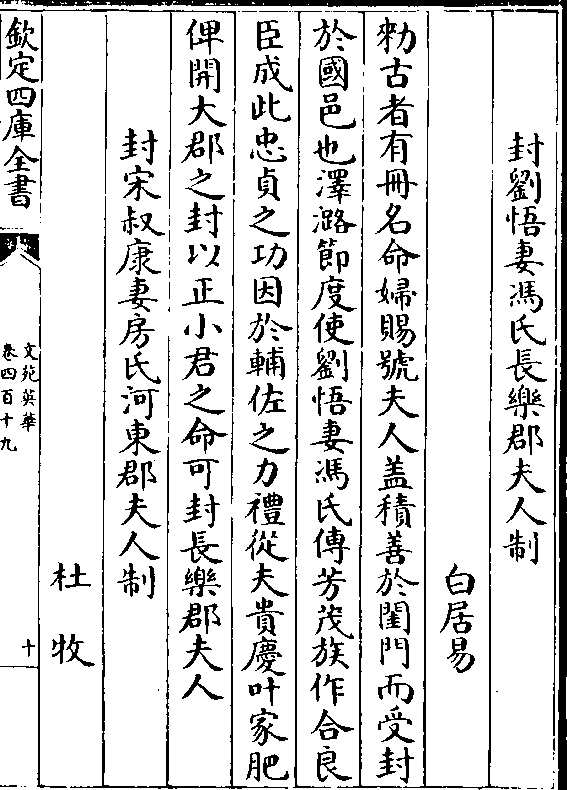 封劉悟妻馮氏長樂郡夫人制
白居易
勑古者有冊名命婦賜號夫人盖積善於閨門而受封
於國邑也澤潞節度使劉悟妻馮氏傳芳茂族作合良
臣成此忠貞之功因於輔佐之力禮從夫貴慶叶家肥
俾開大郡之封以正小君之命可封長樂郡夫人
封宋叔康妻房氏河東郡夫人制
杜牧
欽定四庫全書
文苑英華
卷四百十九
十